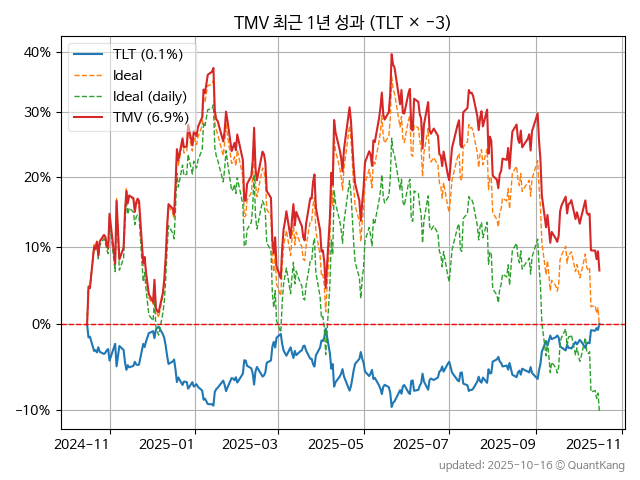 TMV 최근 1년 성과 (TLT × −3)
TLT (0.1%)
Ideal
Ideal (daily)
TMV (6.9%)
40%
30%
20%
10%
0%
−10%
2024-11
2025-01
2025-03
2025-05
2025-07
2025-09
2025-11
updated: 2025-10-16 © QuantKang